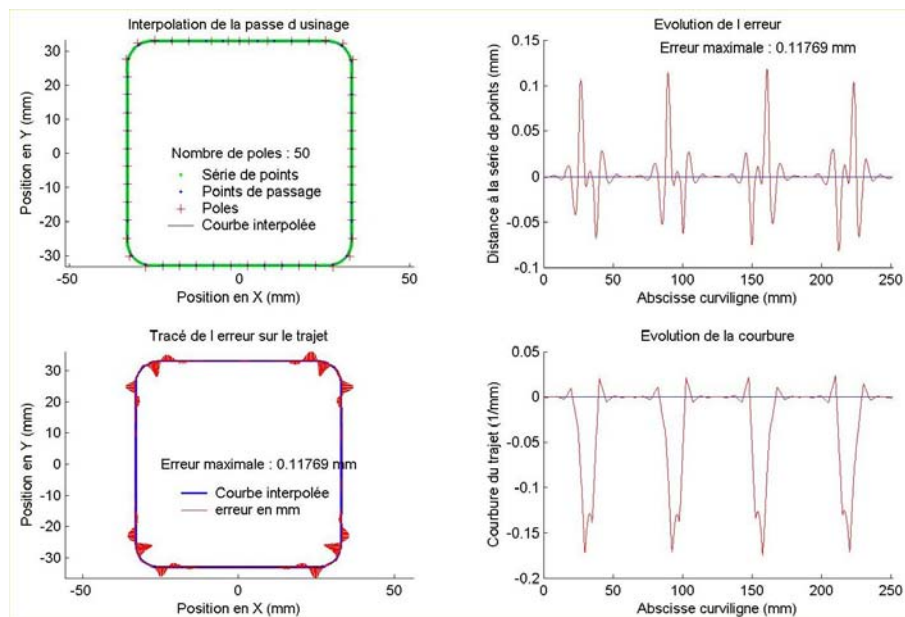 Interpolation de la passe d usinage
30
20
10
0
-10
-20
-30
-50
0
50
Position en Y (mm)
Position en X (mm)
Nombre de poles : 50
Série de points
Points de passage
Poles
Courbe interpolée
Evolution de l erreur
Erreur maximale : 0.11769 mm
0.15
0.1
0.05
0
-0.05
-0.1
0
50
100
150
200
250
Distance à la série de points (mm)
Abscisse curviligne (mm)
Tracé de l erreur sur le trajet
30
20
10
0
-10
-20
-30
-50
0
50
Position en Y (mm)
Position en X (mm)
Erreur maximale : 0.11769 mm
Courbe interpolée
erreur en mm
Evolution de la courbure
0.05
0
-0.05
-0.1
-0.15
-0.2
0
50
100
150
200
250
Courbure du trajet (1/mm)
Abscisse curviligne (mm)